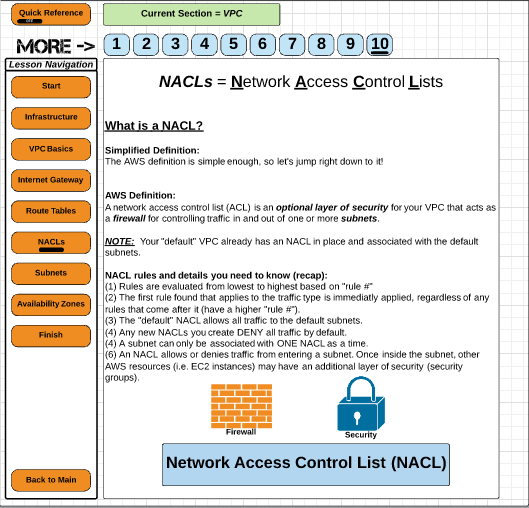 Quick Reference
OFF
Current Section = VPC
MORE ->
1 2 3 4 5 6 7 8 9 10
Lesson Navigation
Start
Infrastructure
VPC Basics
Internet Gateway
Route Tables
NACLs
Subnets
Availability Zones
Finish
Back to Main
NACLs = Network Access Control Lists
What is a NACL?
Simplified Definition:
The AWS definition is simple enough, so let's jump right down to it!
AWS Definition:
A network access control list (ACL) is an optional layer of security for your VPC that acts as
a firewall for controlling traffic in and out of one or more subnets.
NOTE: Your "default" VPC already has an NACL in place and associated with the default
subnets.
NACL rules and details you need to know (recap):
(1) Rules are evaluated from lowest to highest based on "rule #"
(2) The first rule found that applies to the traffic type is immediatly applied, regardless of any
rules that come after it (have a higher "rule #").
(3) The "default" NACL allows all traffic to the default subnets.
(4) Any new NACLs you create DENY all traffic by default.
(4) A subnet can only be associated with ONE NACL as a time.
(6) An NACL allows or denies traffic from entering a subnet. Once inside the subnet, other
AWS resources (i.e. EC2 instances) may have an additional layer of security (security
groups).
Firewall
Security
Network Access Control List (NACL)